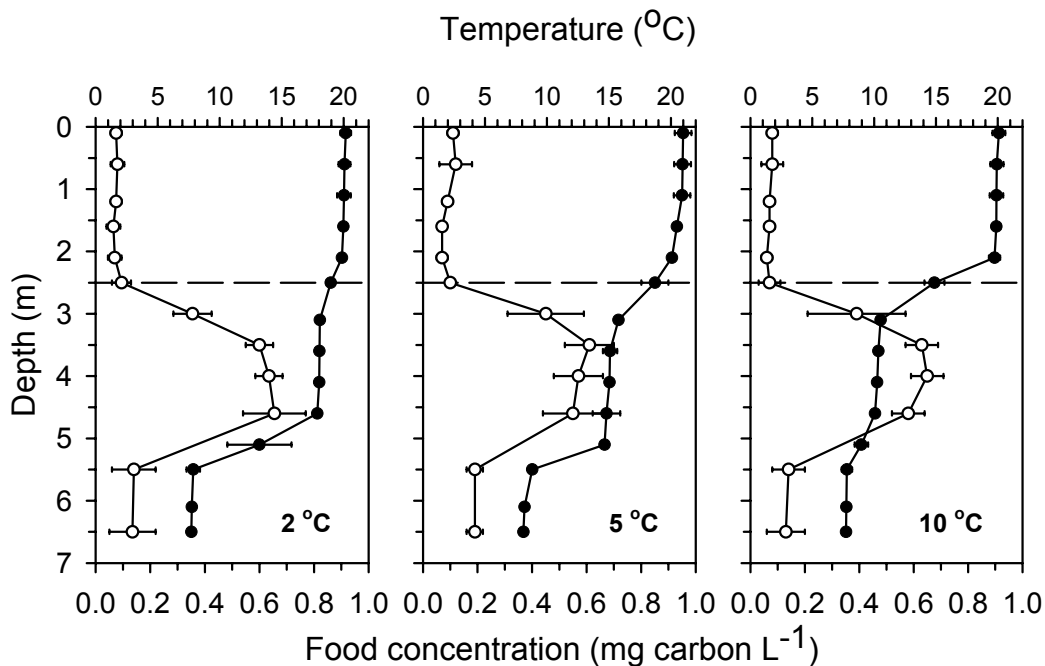 Temperature (°C)
0 5 10 15 20 0 5 10 15 20 0 5 10 15 20
0
1
2
3
4
5
6
7
Depth (m)
2 °C 5 °C 10 °C
0.0 0.2 0.4 0.6 0.8 1.0 0.0 0.2 0.4 0.6 0.8 1.0 0.0 0.2 0.4 0.6 0.8 1.0
Food concentration (mg carbon L⁻¹)